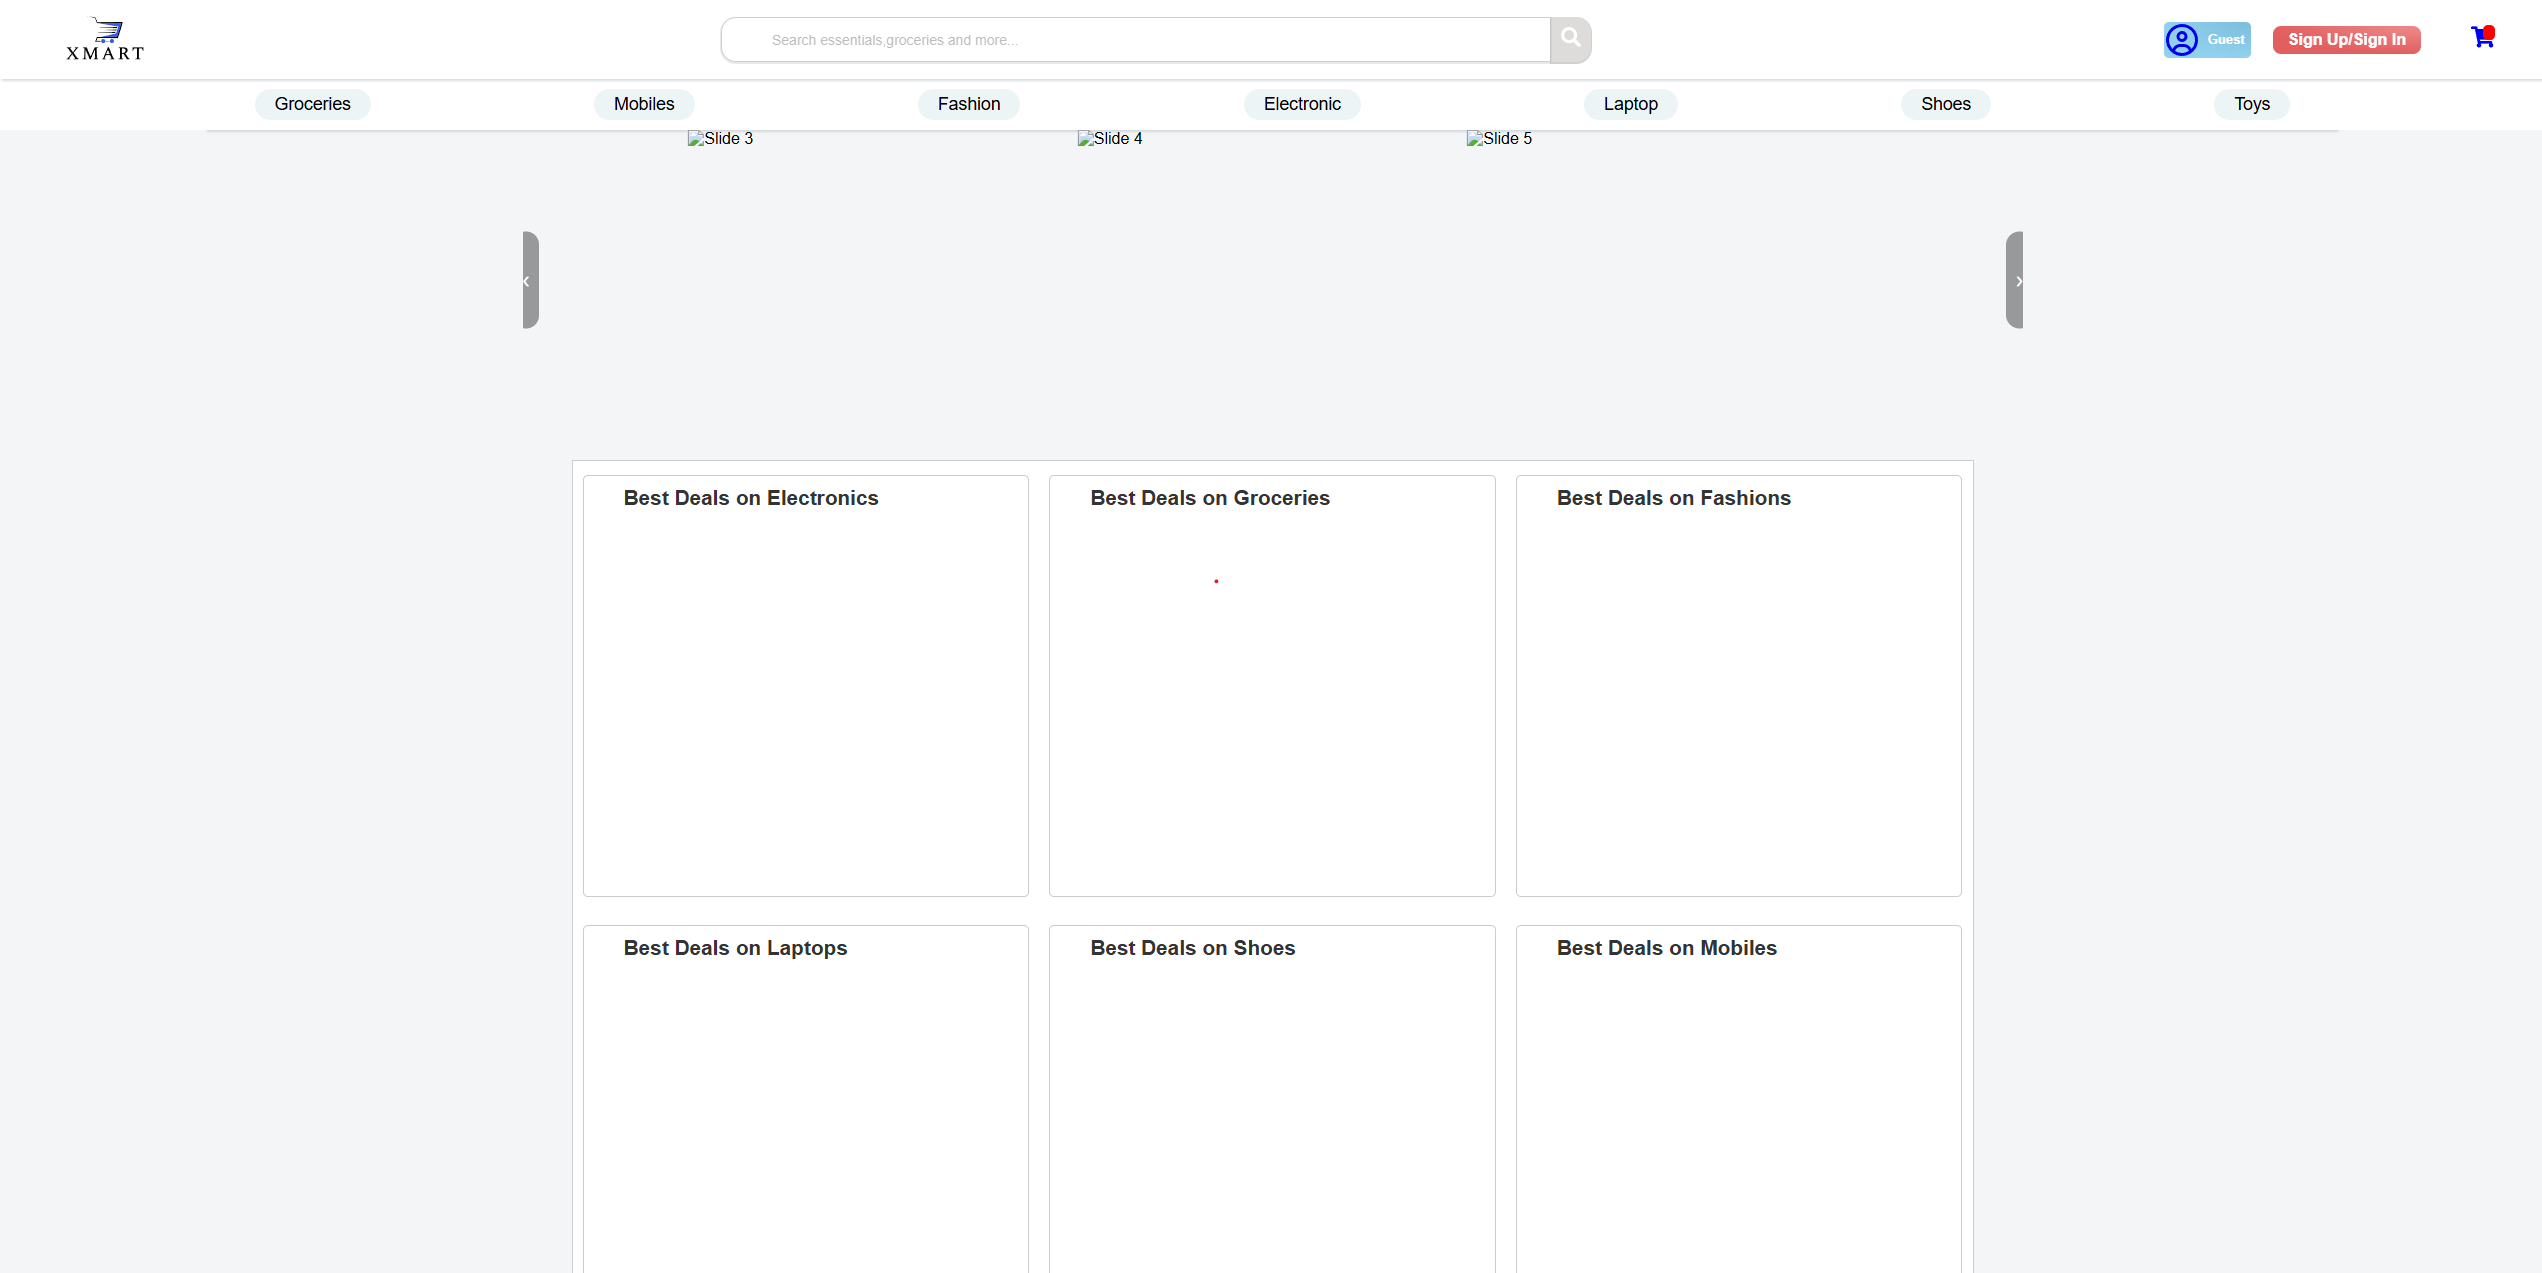 XMART
Search essentials,groceries and more...
Guest
Sign Up/Sign In
Groceries
Mobiles
Fashion
Electronic
Laptop
Shoes
Toys
Slide 3
Slide 4
Slide 5
‹
›
Best Deals on Electronics
Best Deals on Groceries
Best Deals on Fashions
Best Deals on Laptops
Best Deals on Shoes
Best Deals on Mobiles